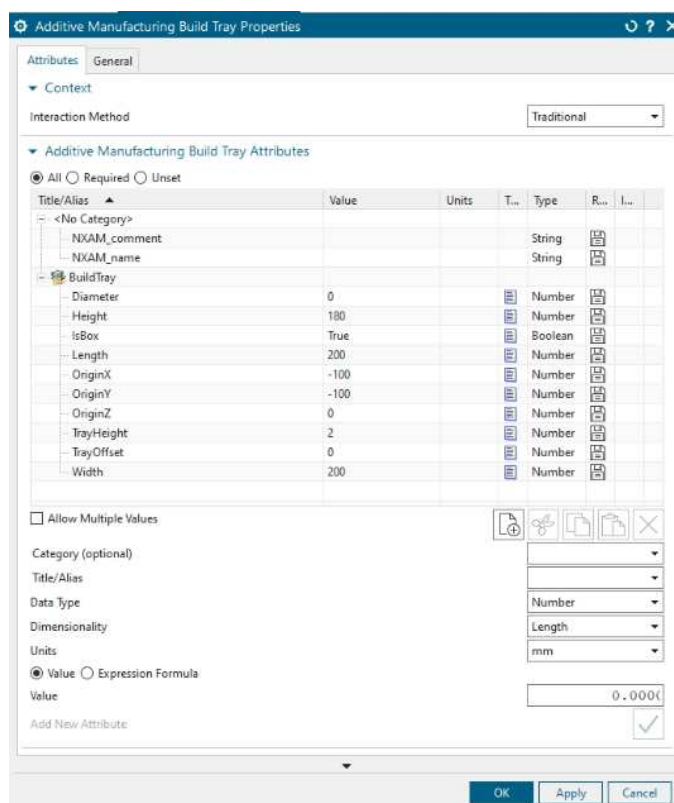 Additive Manufacturing Build Tray Properties
Attributes General
Context
Interaction Method Traditional
Additive Manufacturing Build Tray Attributes
All Required Unset
Title/Alias Value Units T... Type R... I...
<No Category>
NXAM_comment String
NXAM_name String
BuildTray
Diameter 0 Number
Height 180 Number
IsBox True Boolean
Length 200 Number
OriginX -100 Number
OriginY -100 Number
OriginZ 0 Number
TrayHeight 2 Number
TrayOffset 0 Number
Width 200 Number
Allow Multiple Values
Category (optional)
Title/Alias
Data Type Number
Dimensionality Length
Units mm
Value Expression Formula
Value 0.000
Add New Attribute
OK Apply Cancel